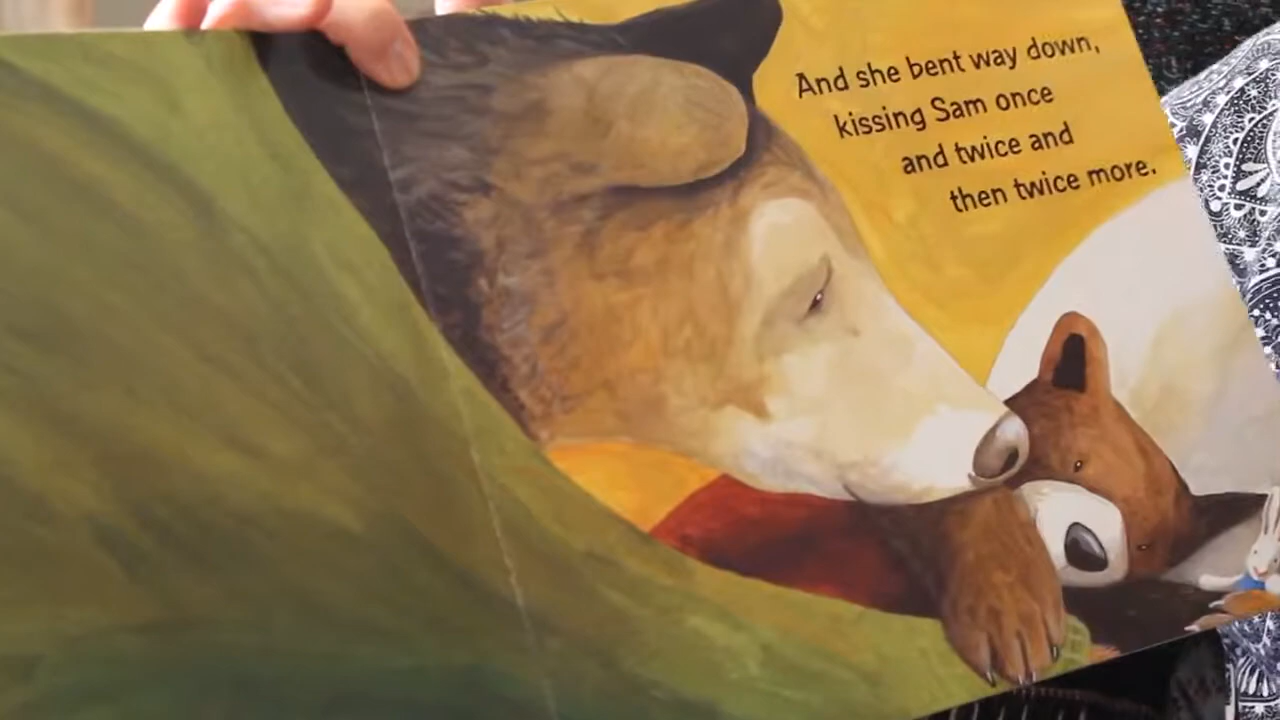 And she bent way down,
kissing Sam once
and twice and
then twice more.